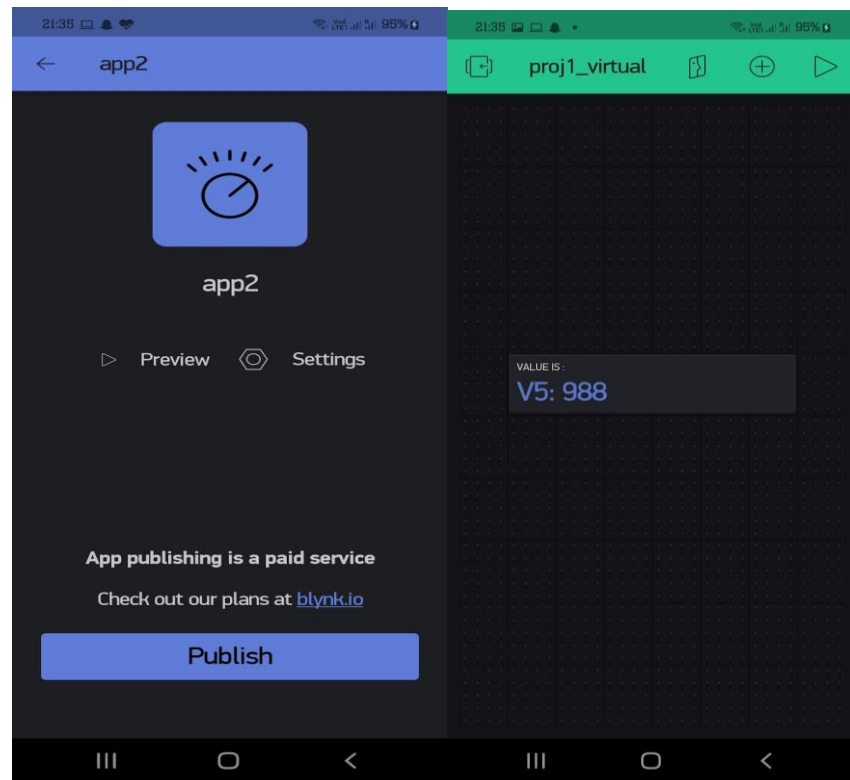 21:35
95%
app2
app2
Preview
Settings
App publishing is a paid service
Check out our plans at blynk.io
Publish
21:35
95%
proj1_virtual
VALUE IS :
V5: 988